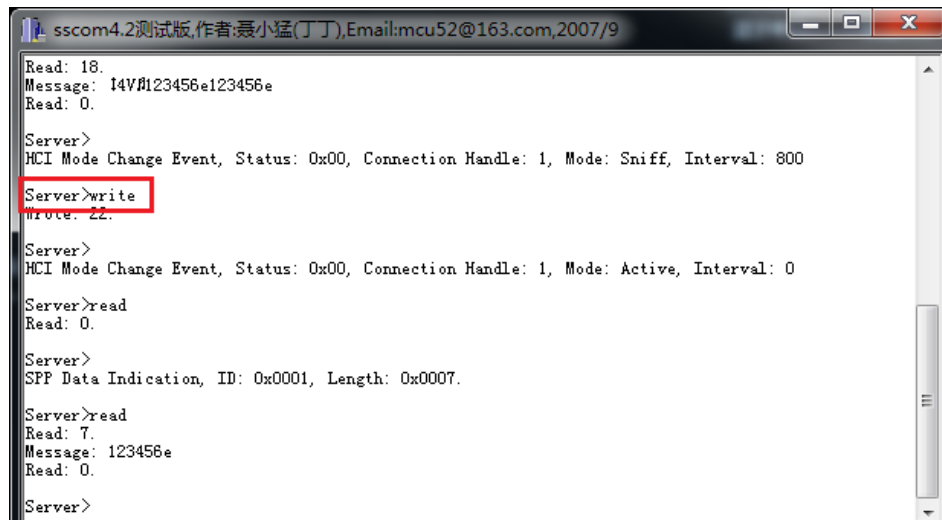 sscom4.2测试版,作者:聂小猛(丁丁),Email:mcu52@163.com,2007/9
Read: 18.
Message: 123456e123456e
Read: 0.
Server>
HCI Mode Change Event, Status: 0x00, Connection Handle: 1, Mode: Sniff, Interval: 800
Server>write
Wrote: 22.
Server>
HCI Mode Change Event, Status: 0x00, Connection Handle: 1, Mode: Active, Interval: 0
Server>read
Read: 0.
Server>
SPP Data Indication, ID: 0x0001, Length: 0x0007.
Server>read
Read: 7.
Message: 123456e
Read: 0.
Server>